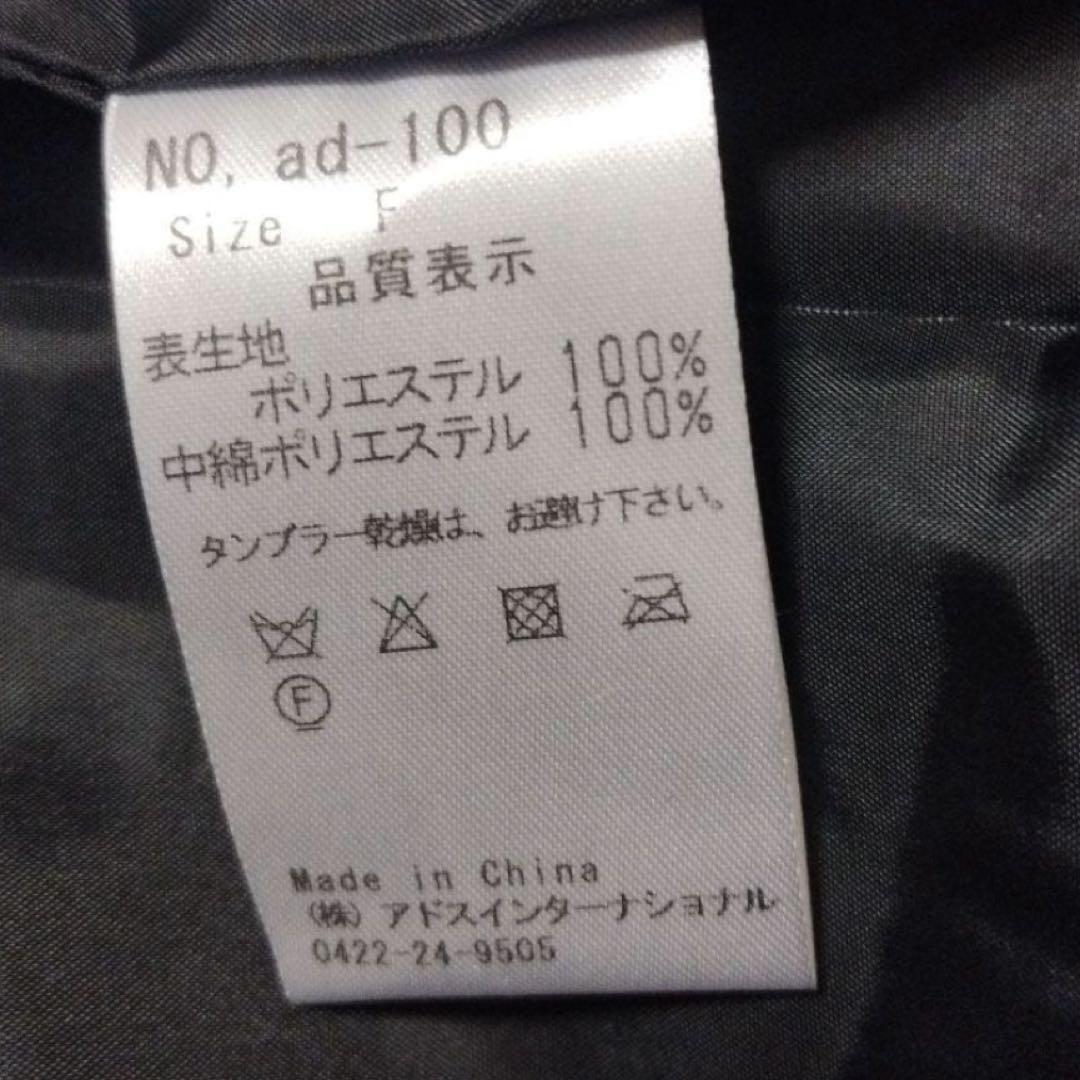 NO, ad-100
Size F
品質表示
表生地
ポリエステル 100%
中綿ポリエステル 100%
タンブラー乾燥は、お避け下さい。
F
Made in China
(株) アドスインターナショナル
0422-24-9505